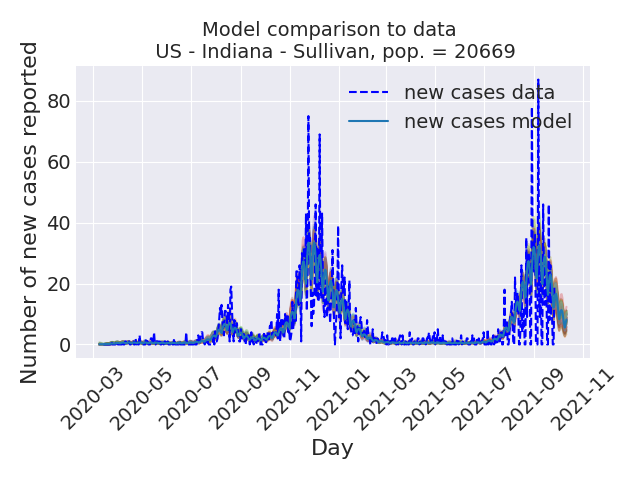 Model comparison to data
US - Indiana - Sullivan, pop. = 20669
Number of new cases reported
80
60
40
20
0
new cases data
new cases model
2020-03
2020-05
2020-07
2020-09
2020-11
2021-01
2021-03
2021-05
2021-07
2021-09
2021-11
Day